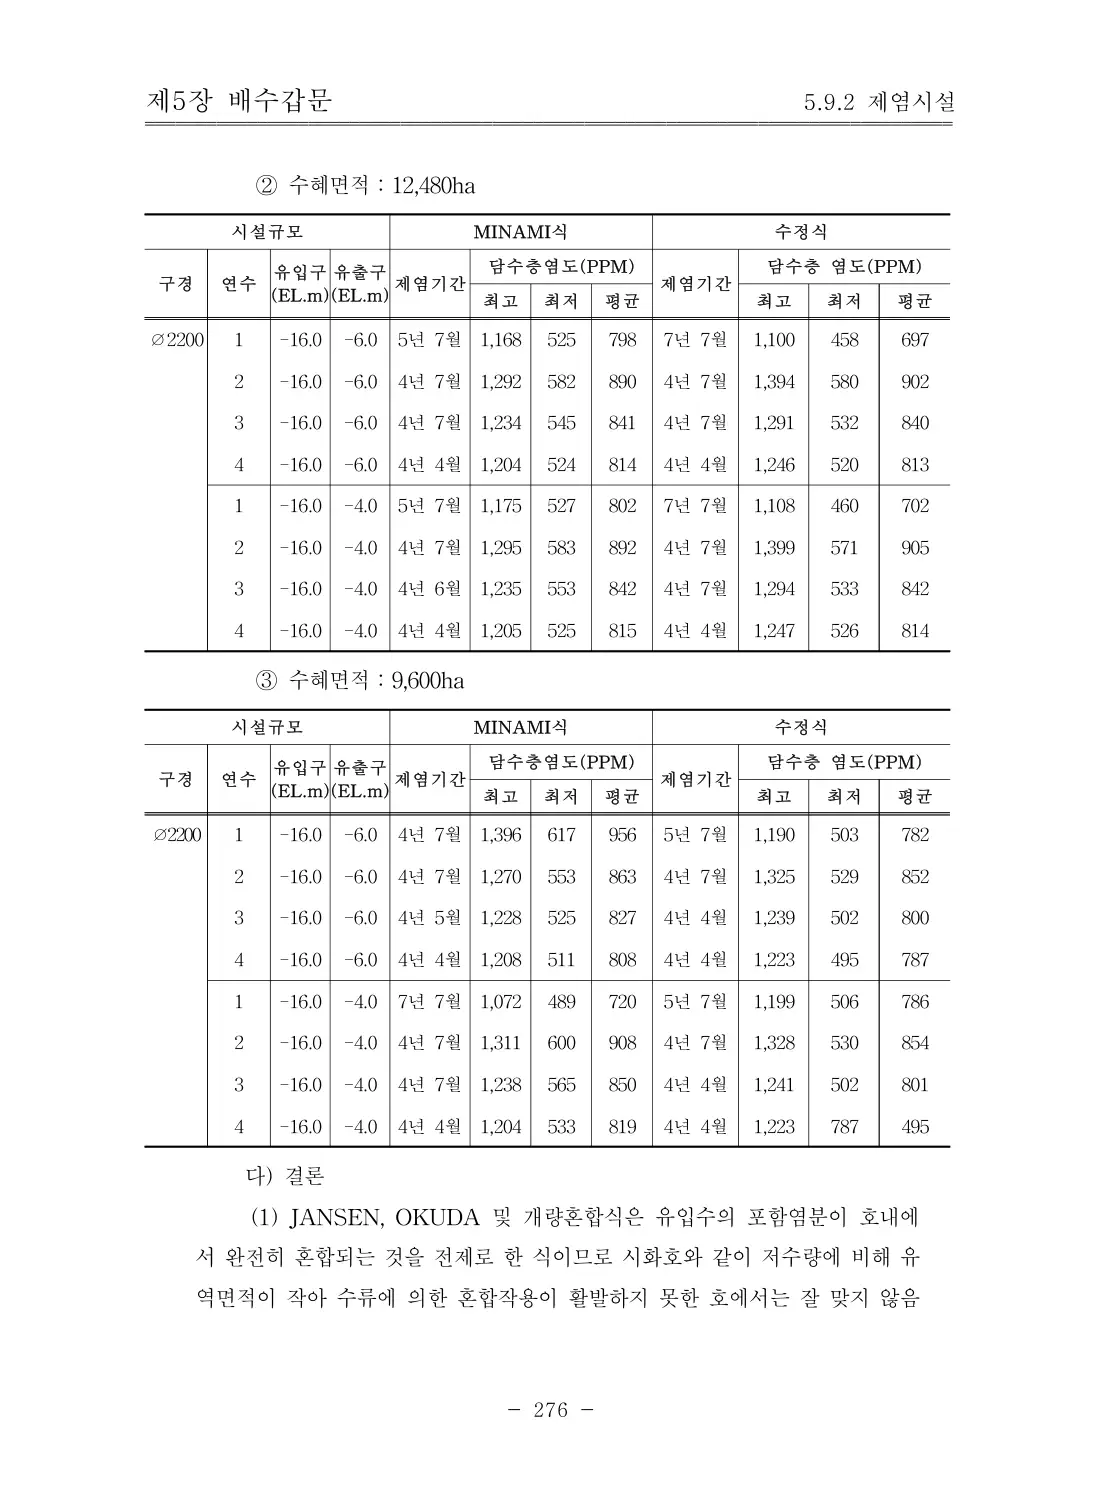 제5장 배수갑문 5.9.2 제염시설
② 수혜면적 : 12,480ha
시설규모 MINAMI식 수정식
구경 연수 유입구 (EL.m) 유출구 (EL.m) 제염기간 담수층염도(PPM) 제염기간 담수층 염도(PPM)
최고 최저 평균 최고 최저 평균
∅2200 1 -16.0 -6.0 5년 7월 1,168 525 798 7년 7월 1,100 458 697
2 -16.0 -6.0 4년 7월 1,292 582 890 4년 7월 1,394 580 902
3 -16.0 -6.0 4년 7월 1,234 545 841 4년 7월 1,291 532 840
4 -16.0 -6.0 4년 4월 1,204 524 814 4년 4월 1,246 520 813
1 -16.0 -4.0 5년 7월 1,175 527 802 7년 7월 1,108 460 702
2 -16.0 -4.0 4년 7월 1,295 583 892 4년 7월 1,399 571 905
3 -16.0 -4.0 4년 6월 1,235 553 842 4년 7월 1,294 533 842
4 -16.0 -4.0 4년 4월 1,205 525 815 4년 4월 1,247 526 814
③ 수혜면적 : 9,600ha
시설규모 MINAMI식 수정식
구경 연수 유입구 (EL.m) 유출구 (EL.m) 제염기간 담수층염도(PPM) 제염기간 담수층 염도(PPM)
최고 최저 평균 최고 최저 평균
∅2200 1 -16.0 -6.0 4년 7월 1,396 617 956 5년 7월 1,190 503 782
2 -16.0 -6.0 4년 7월 1,270 553 863 4년 7월 1,325 529 852
3 -16.0 -6.0 4년 5월 1,228 525 827 4년 4월 1,239 502 800
4 -16.0 -6.0 4년 4월 1,208 511 808 4년 4월 1,223 495 787
1 -16.0 -4.0 7년 7월 1,072 489 720 5년 7월 1,199 506 786
2 -16.0 -4.0 4년 7월 1,311 600 908 4년 7월 1,328 530 854
3 -16.0 -4.0 4년 7월 1,238 565 850 4년 4월 1,241 502 801
4 -16.0 -4.0 4년 4월 1,204 533 819 4년 4월 1,223 787 495
다) 결론
(1) JANSEN, OKUDA 및 개량혼합식은 유입수의 포함염분이 호내에
서 완전히 혼합되는 것을 전제로 한 식이므로 시화호와 같이 저수량에 비해 유
역면적이 작아 수류에 의한 혼합작용이 활발하지 못한 호에서는 잘 맞지 않음
- 276 -